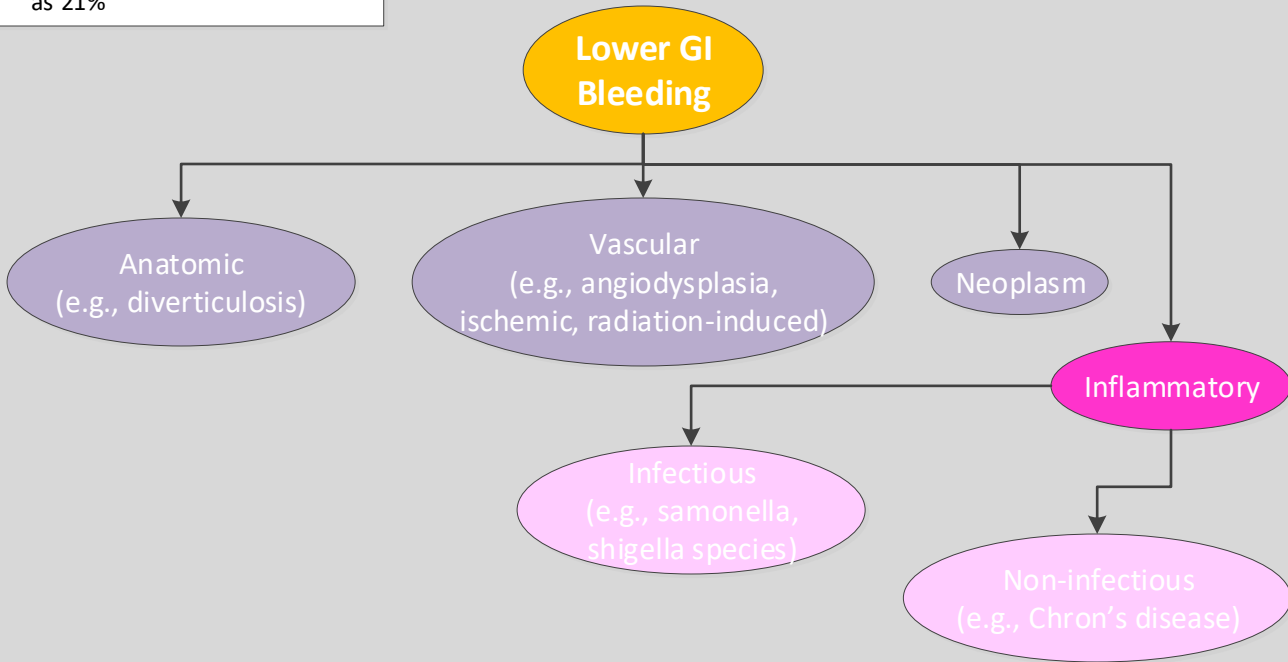 as 21%
Lower GI
Bleeding
Anatomic
(e.g., diverticulosis)
Vascular
(e.g., angiodysplasia,
ischemic, radiation-induced)
Neoplasm
Inflammatory
Infectious
(e.g., samonella,
shigella species)
Non-infectious
(e.g., Chron’s disease)